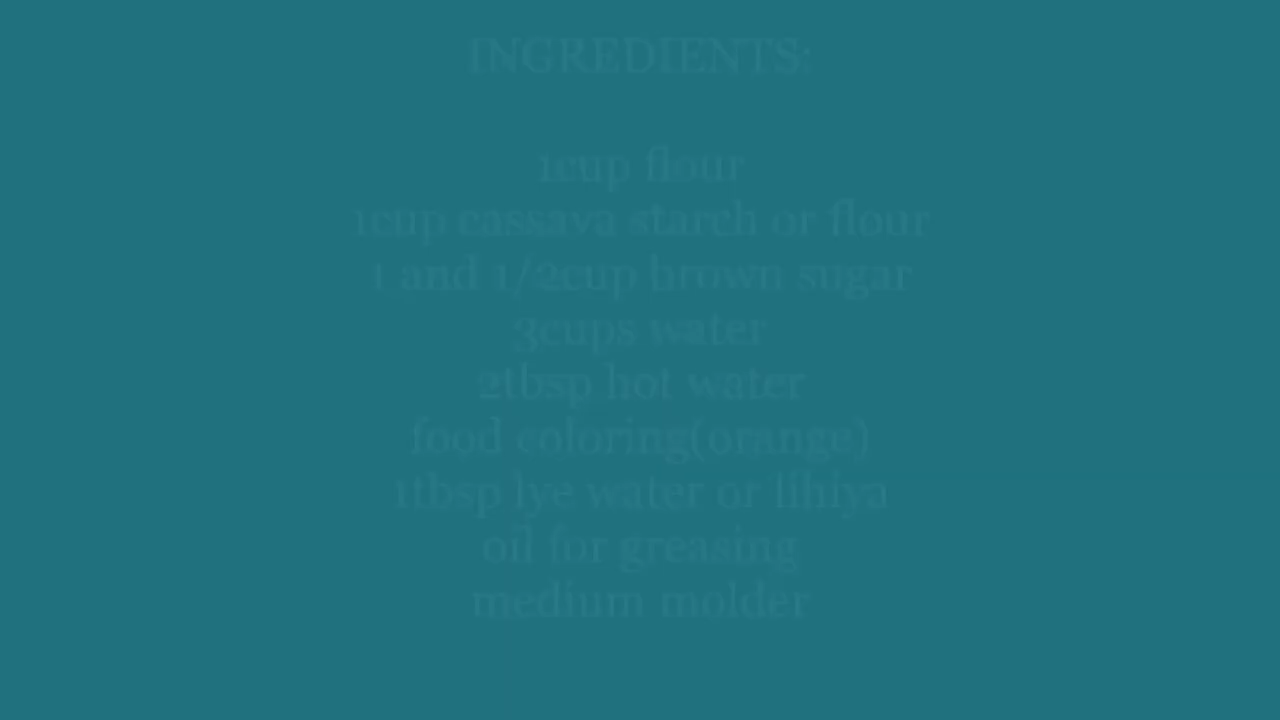 INGREDIENTS:
1cup flour
1cup cassava starch or flour
1 and 1/2cup brown sugar
3cups water
2tbsp hot water
food coloring(orange)
1tbsp lye water or lihiya
oil for greasing
medium molder